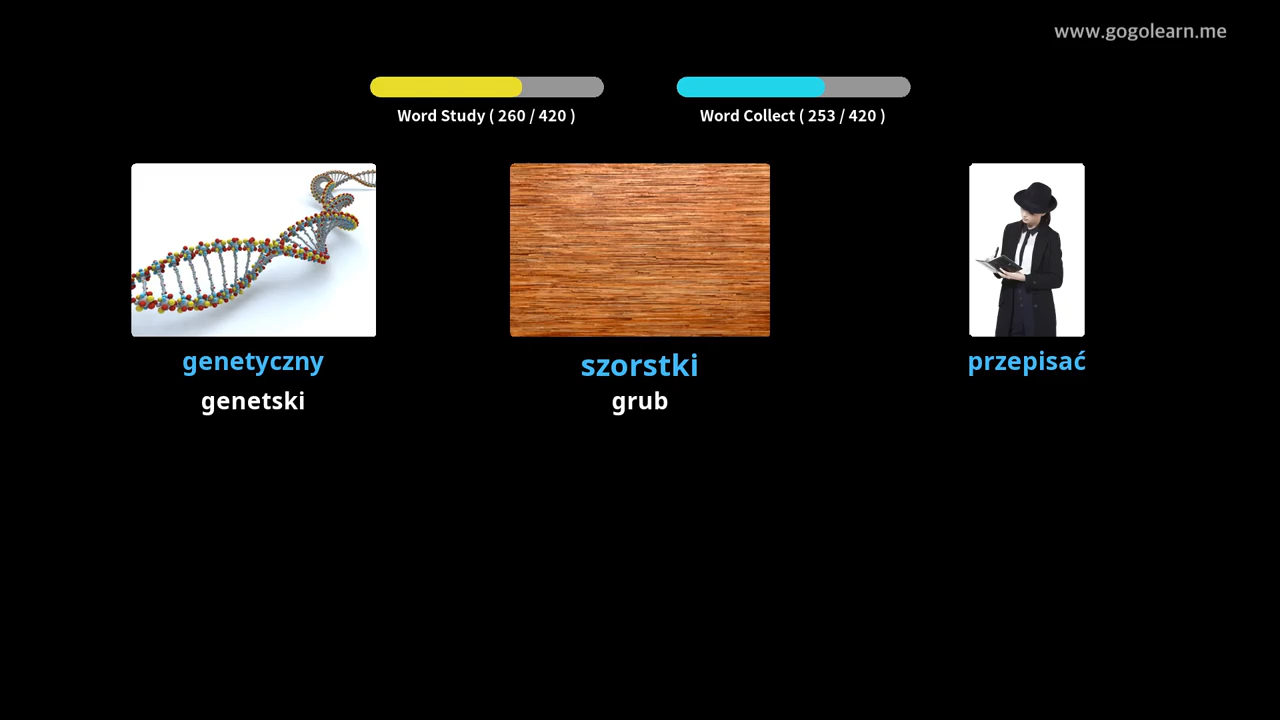 www.gogolearn.me
Word Study ( 260 / 420 )
Word Collect ( 253 / 420 )
genetyczny
szorstki
przepisać
genetski
grub